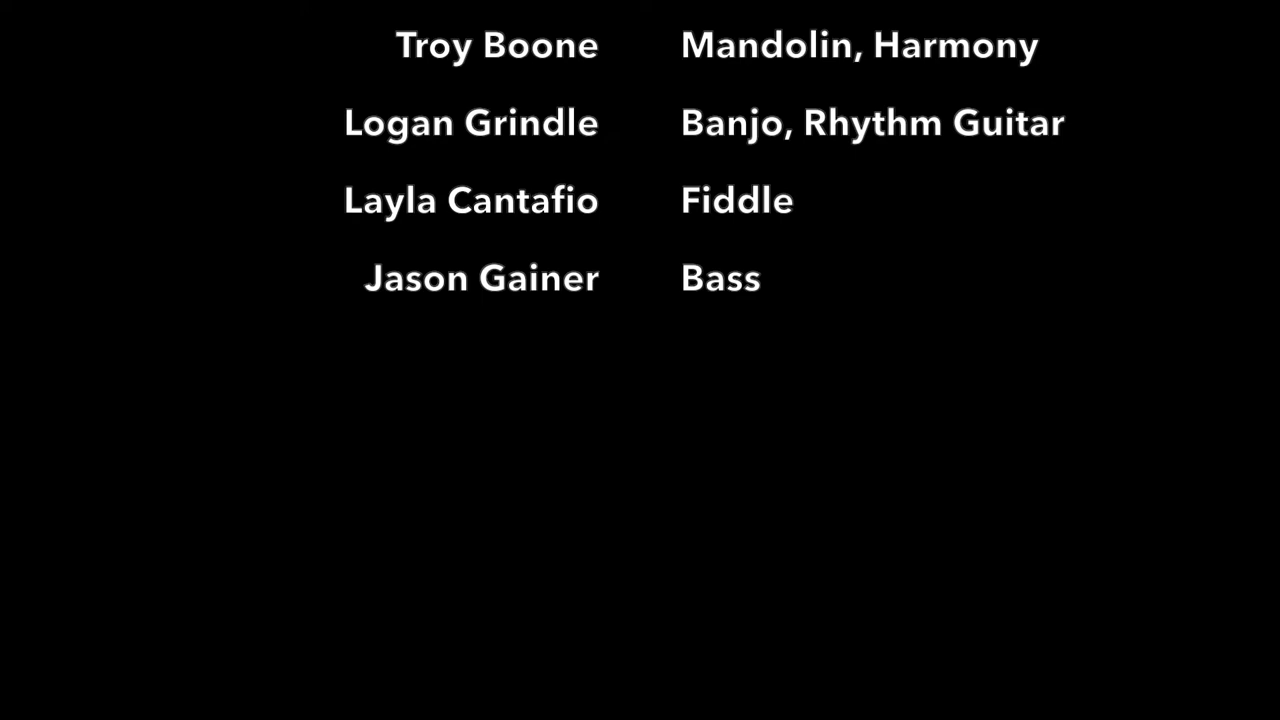 Troy Boone Mandolin, Harmony
Logan Grindle Banjo, Rhythm Guitar
Layla Cantafio Fiddle
Jason Gainer Bass